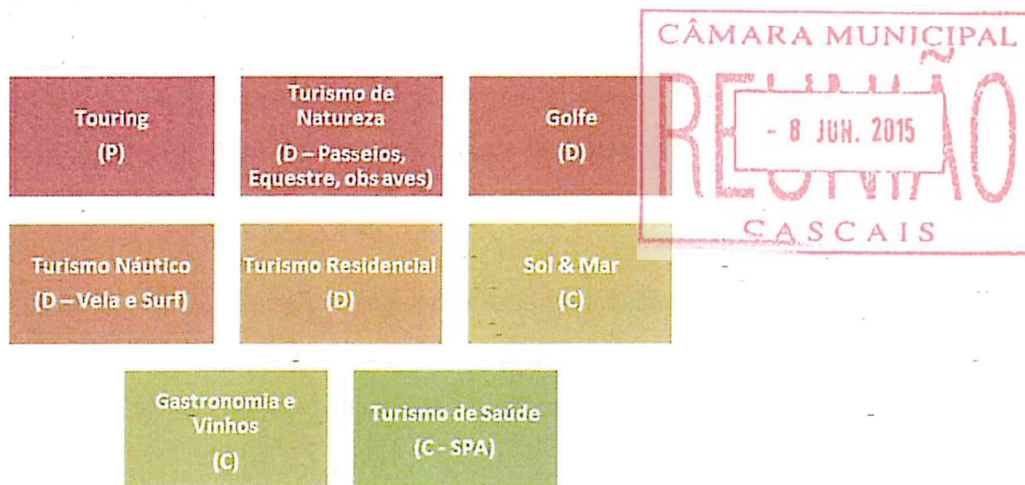 CÂMARA MUNICIPAL
REUNIÃO
- 8 JUN. 2015
CASCAIS
Touring
(P)
Turismo de
Natureza
(D – Passeios,
Equestre, obs aves)
Golfe
(D)
Turismo Náutico
(D – Vela e Surf)
Turismo Residencial
(D)
Sol & Mar
(C)
Gastronomia e
Vinhos
(C)
Turismo de Saúde
(C - SPA)